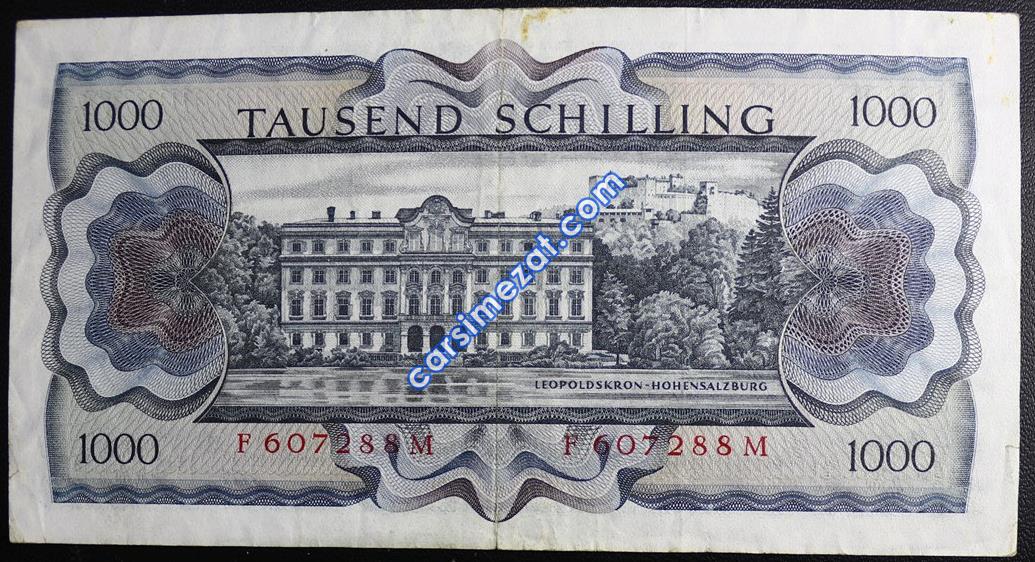 1000 TAUSEND SCHILLING 1000
carsimezat.com
LEOPOLDSKRON-HOHENSALZBURG
1000 F 607288 M F 607288 M 1000